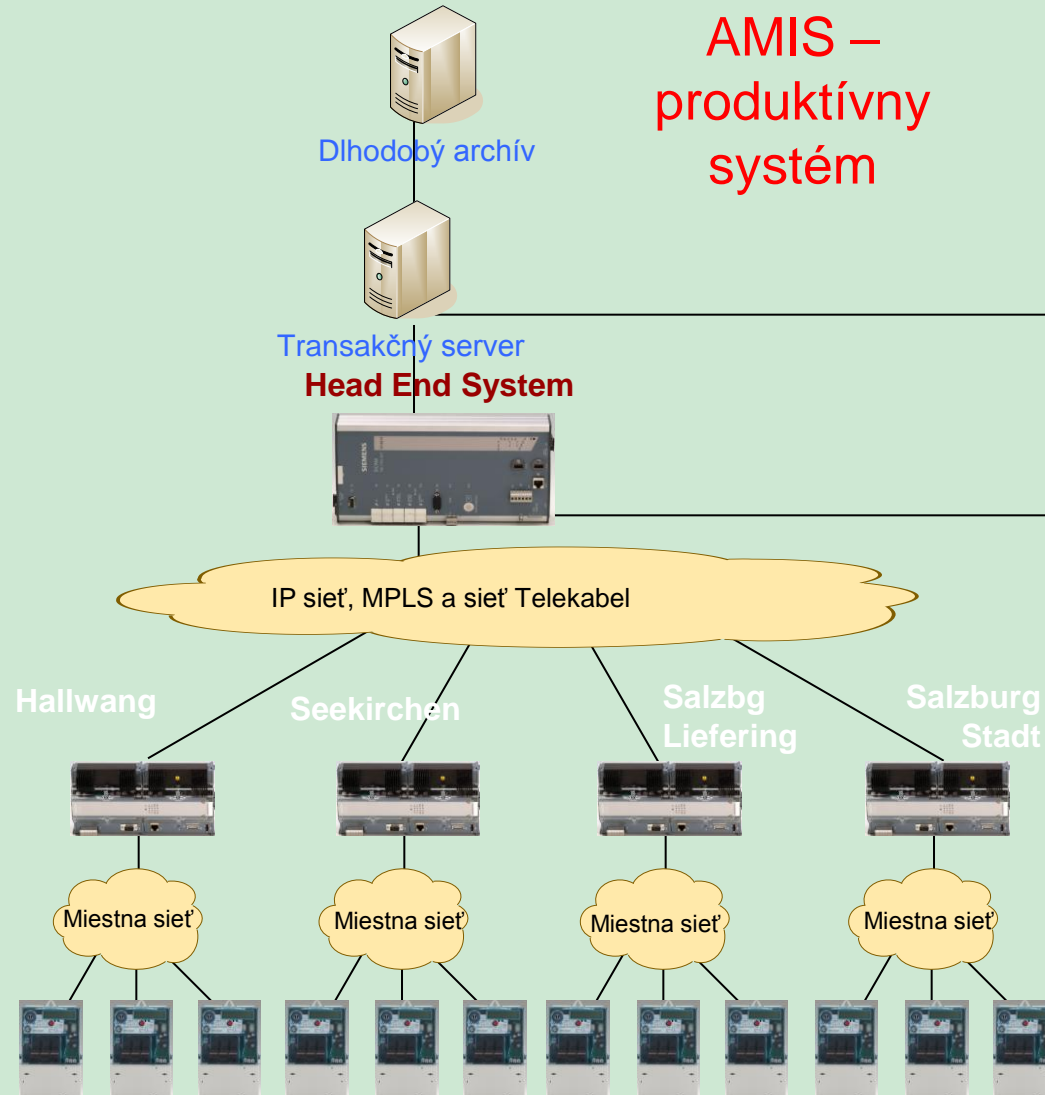 AMIS –
produktívny
systém
Dlhodobý archív
Transakčný server
Head End System
SIEMENS
IP sieť, MPLS a sieť Telekabel
Hallwang
Seekirchen
Salzbg
Liefering
Salzburg
Stadt
Miestna sieť
Miestna sieť
Miestna sieť
Miestna sieť